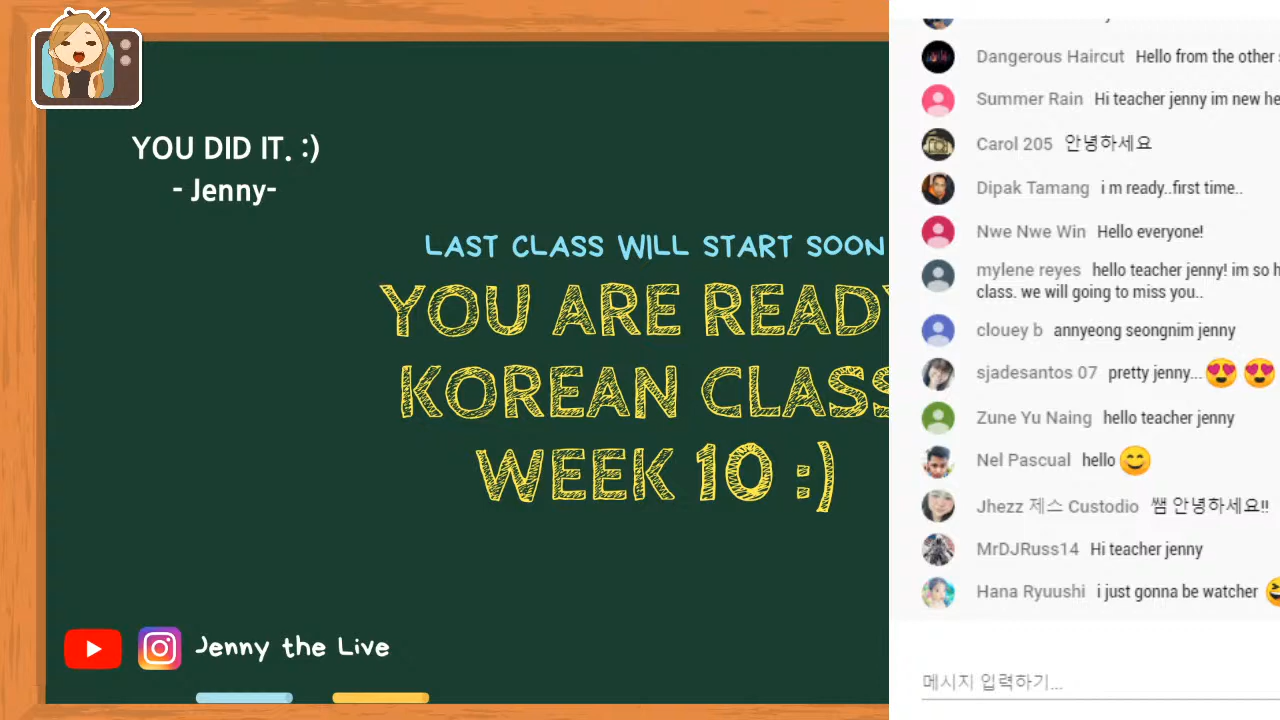 YOU DID IT. :)
- Jenny-
LAST CLASS WILL START SOON
YOU ARE READY
KOREAN CLASS
WEEK 10 :)
Jenny the Live
Dangerous Haircut Hello from the other
Summer Rain Hi teacher jenny im new
Carol 205 안녕하세요
Dipak Tamang i m ready..first time..
Nwe Nwe Win Hello everyone!
mylene reyes hello teacher jenny! im so
class. we will going to miss you..
clouey b annyeong seongnim jenny
sjadesantos 07 pretty jenny... 😍 😍
Zune Yu Naing hello teacher jenny
Nel Pascual hello 😊
Jhezz 제스 Custodio 쌤 안녕하세요!!
MrDJRuss14 Hi teacher jenny
Hana Ryuushi i just gonna be watcher
메시지 입력하기...